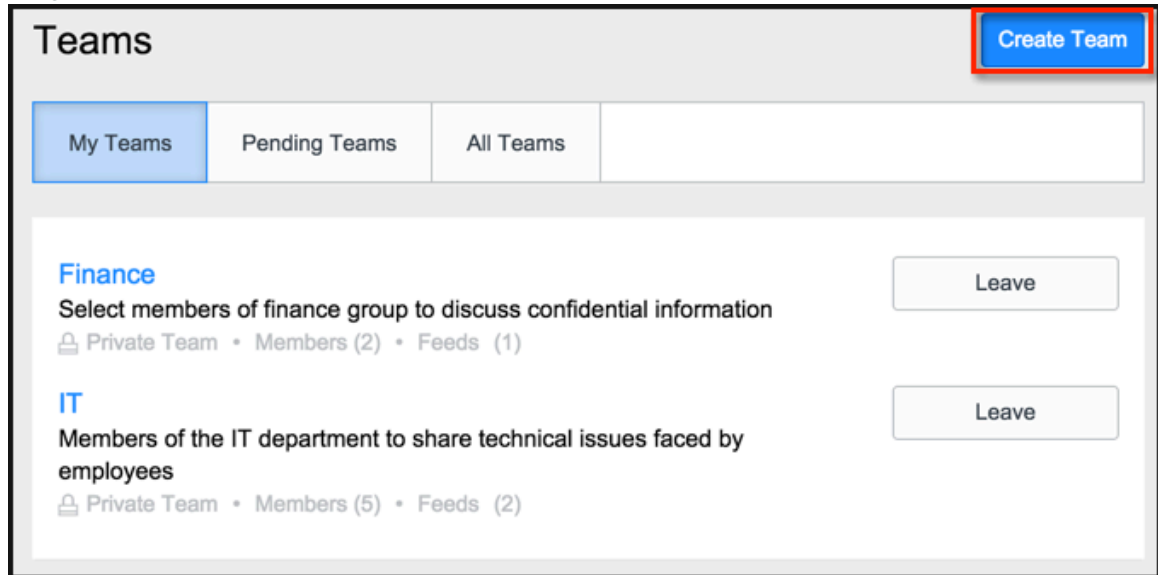 Teams
Create Team
My Teams
Pending Teams
All Teams
Finance
Leave
Select members of finance group to discuss confidential information
Private Team • Members (2) • Feeds (1)
IT
Leave
Members of the IT department to share technical issues faced by
employees
Private Team • Members (5) • Feeds (2)